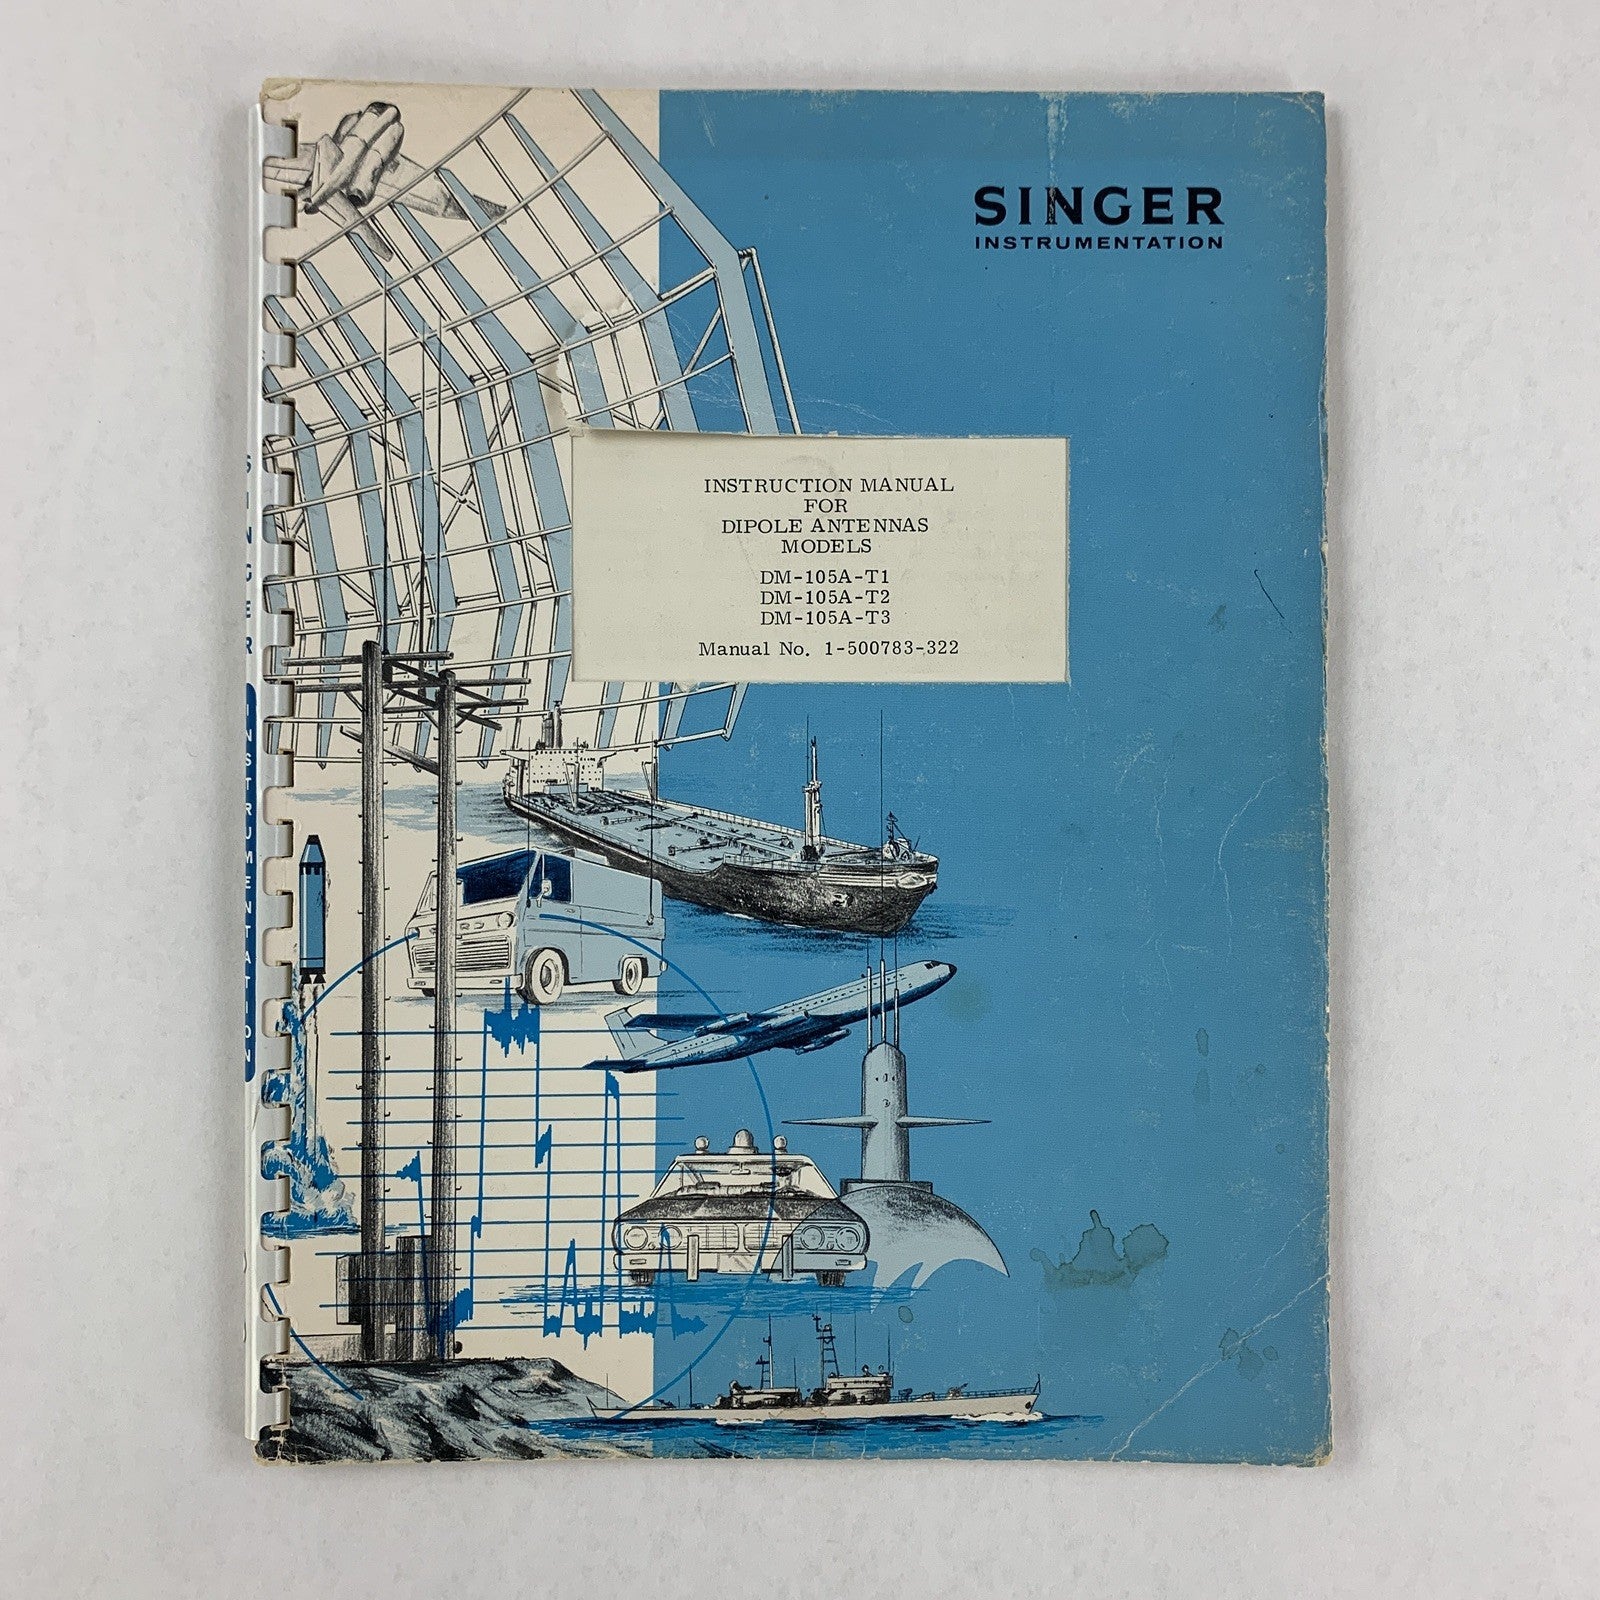 SINGER
INSTRUMENTATION
INSTRUCTION MANUAL
FOR
DIPOLE ANTENNAS
MODELS
DM-105A-T1
DM-105A-T2
DM-105A-T3
Manual No. 1-500783-322
SINGER INSTRUMENTATION